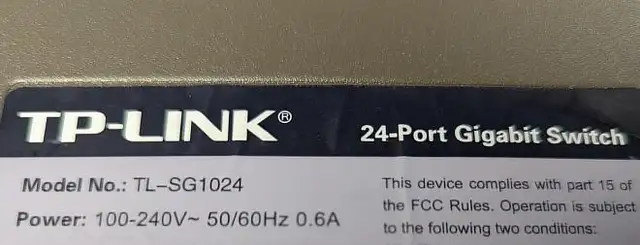 TP-LINK® 24-Port Gigabit Switch
Model No.: TL-SG1024
Power: 100-240V~ 50/60Hz 0.6A
This device complies with part 15 of
the FCC Rules. Operation is subject
to the following two conditions: